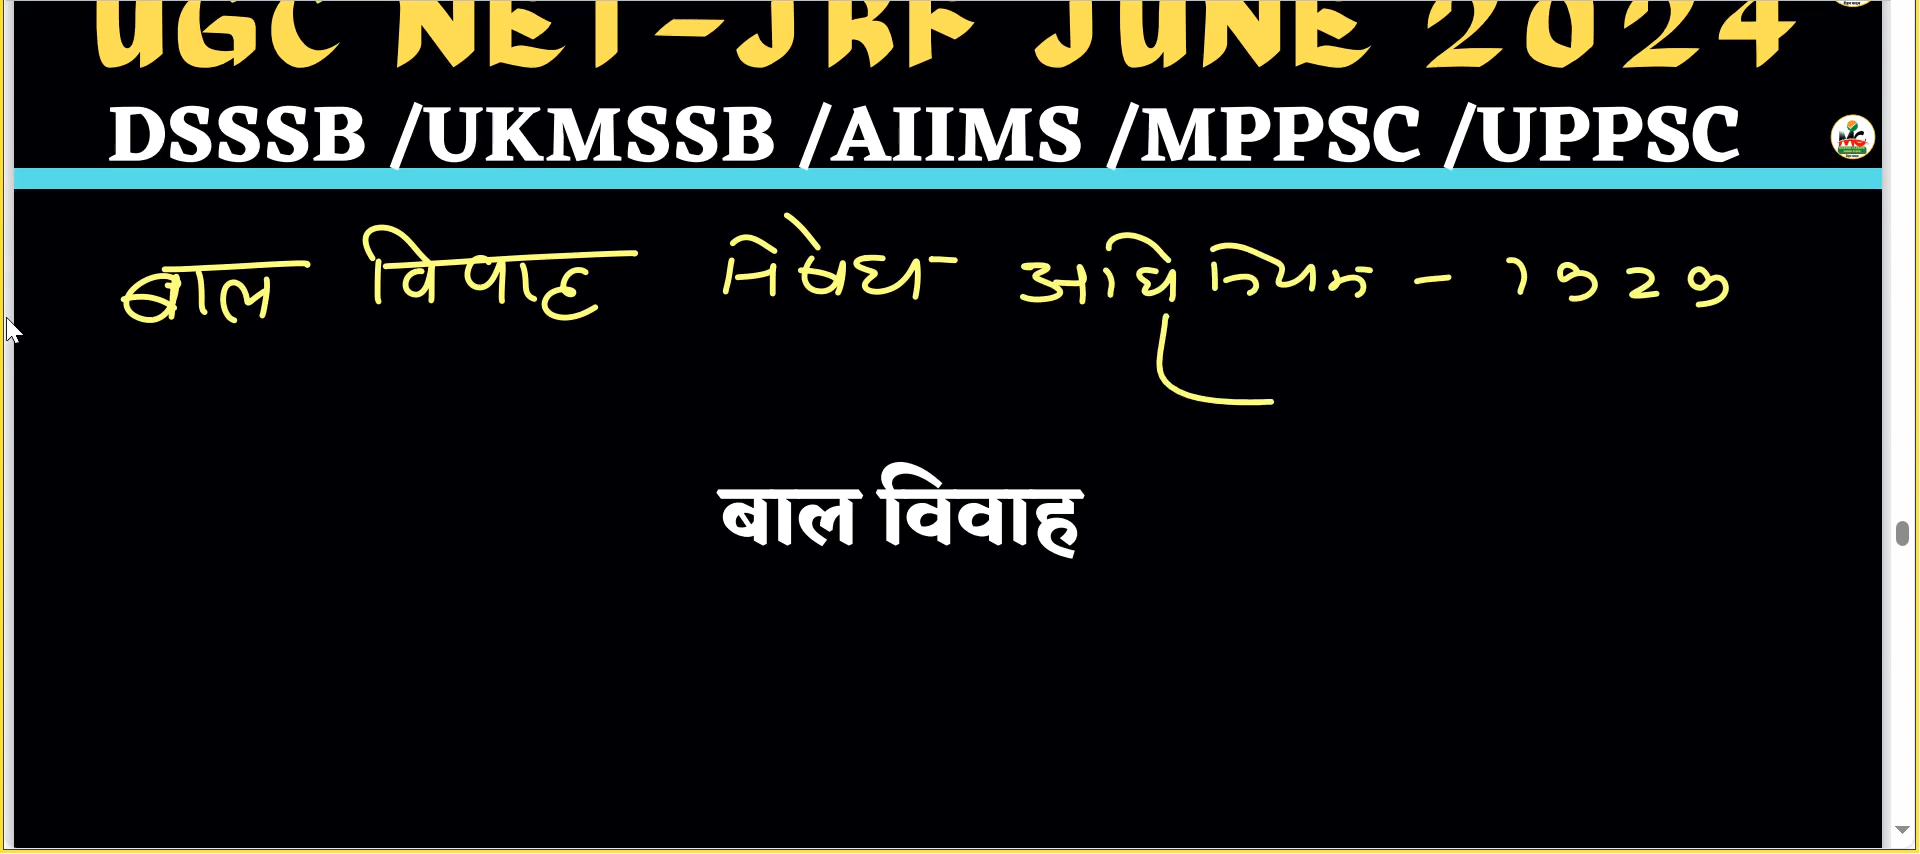 UGC NET-JRF JUNE 2024
DSSSB /UKMSSB /AIIMS /MPPSC /UPPSC
बाल विवाह निषेध अधिनियम - 1929
बाल विवाह